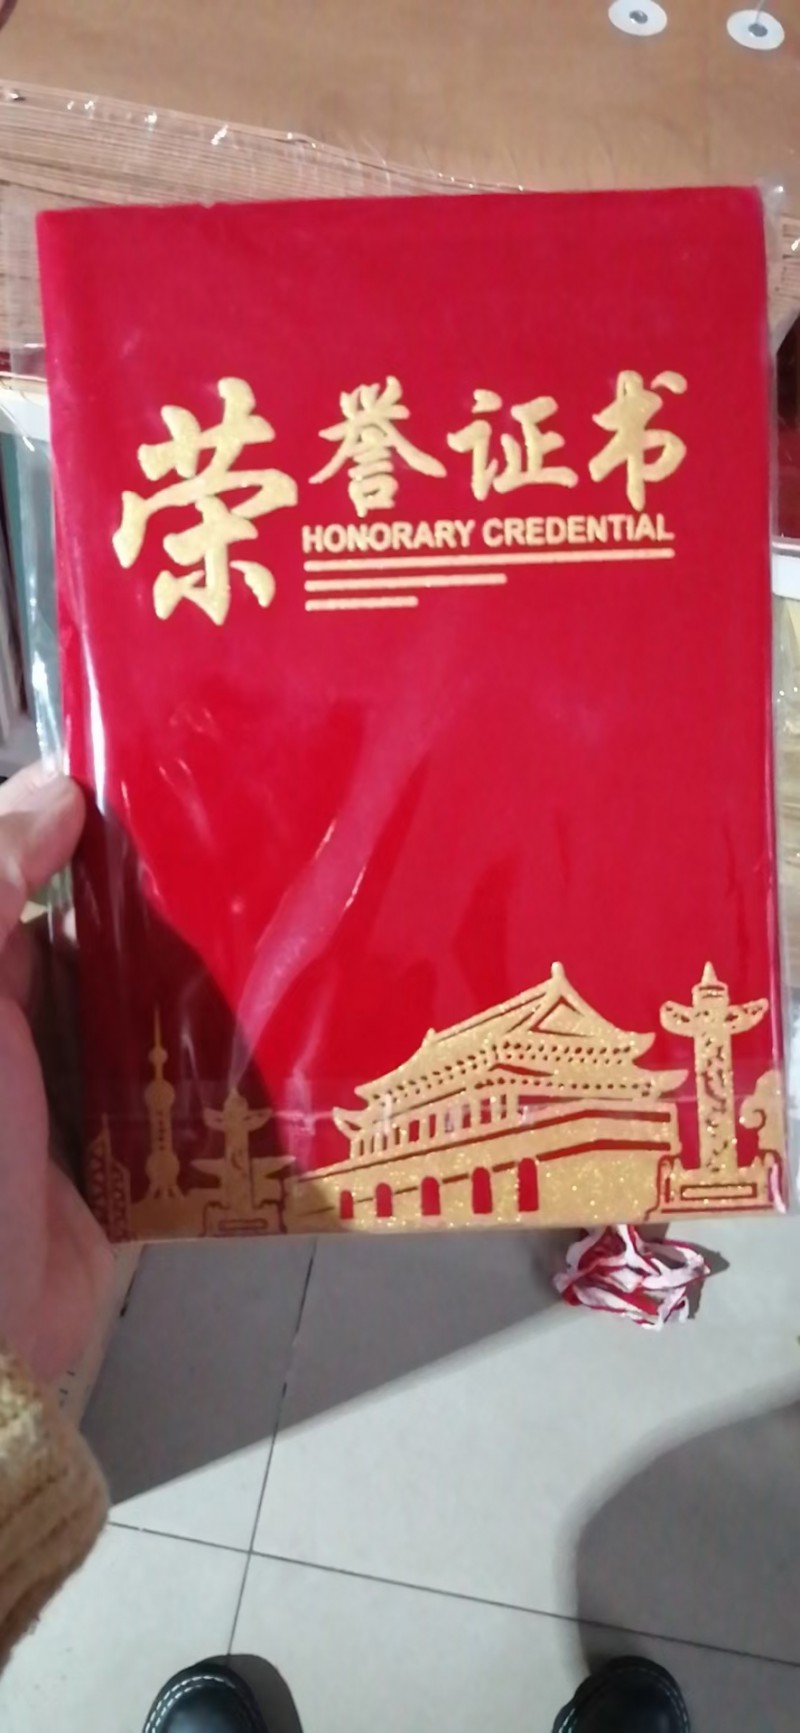 荣誉证书
HONORARY CREDENTIAL